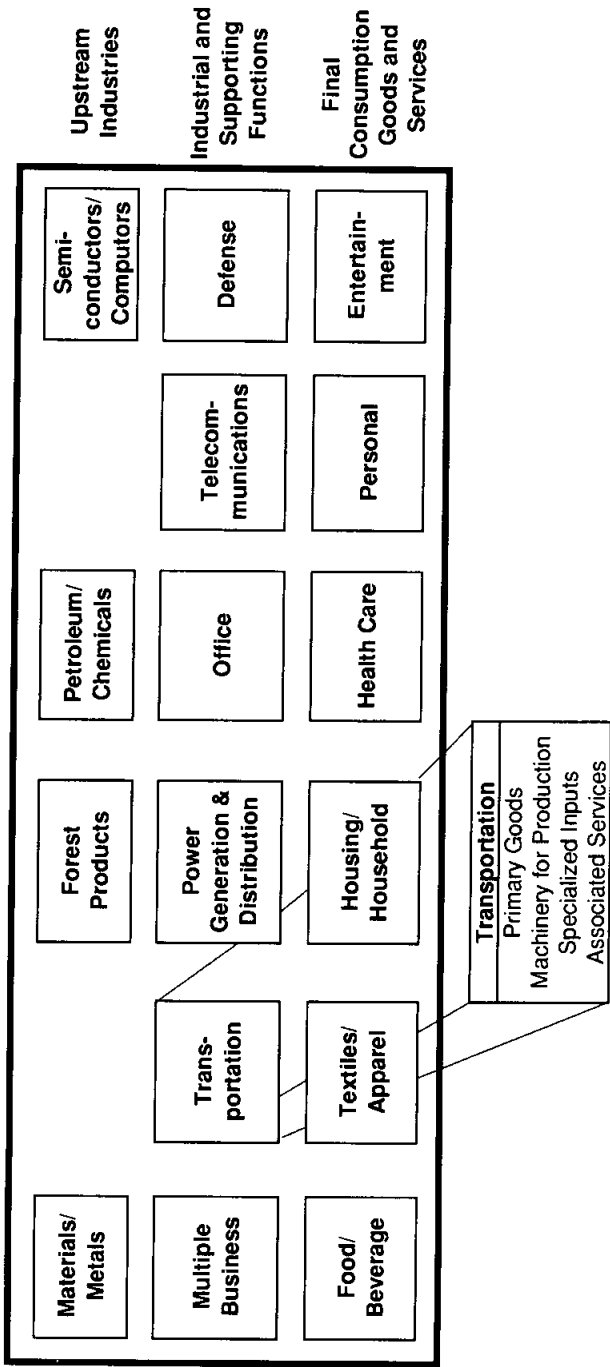 Materials/
Metals
Forest
Products
Petroleum/
Chemicals
Semi-
conductors/
Computors
Upstream
Industries
Multiple
Business
Trans-
portation
Power
Generation &
Distribution
Office
Telecom-
munications
Defense
Industrial and
Supporting
Functions
Food/
Beverage
Textiles/
Apparel
Housing/
Household
Health Care
Personal
Entertain-
ment
Final
Consumption
Goods and
Services
Transportation
Primary Goods
Machinery for Production
Specialized Inputs
Associated Services